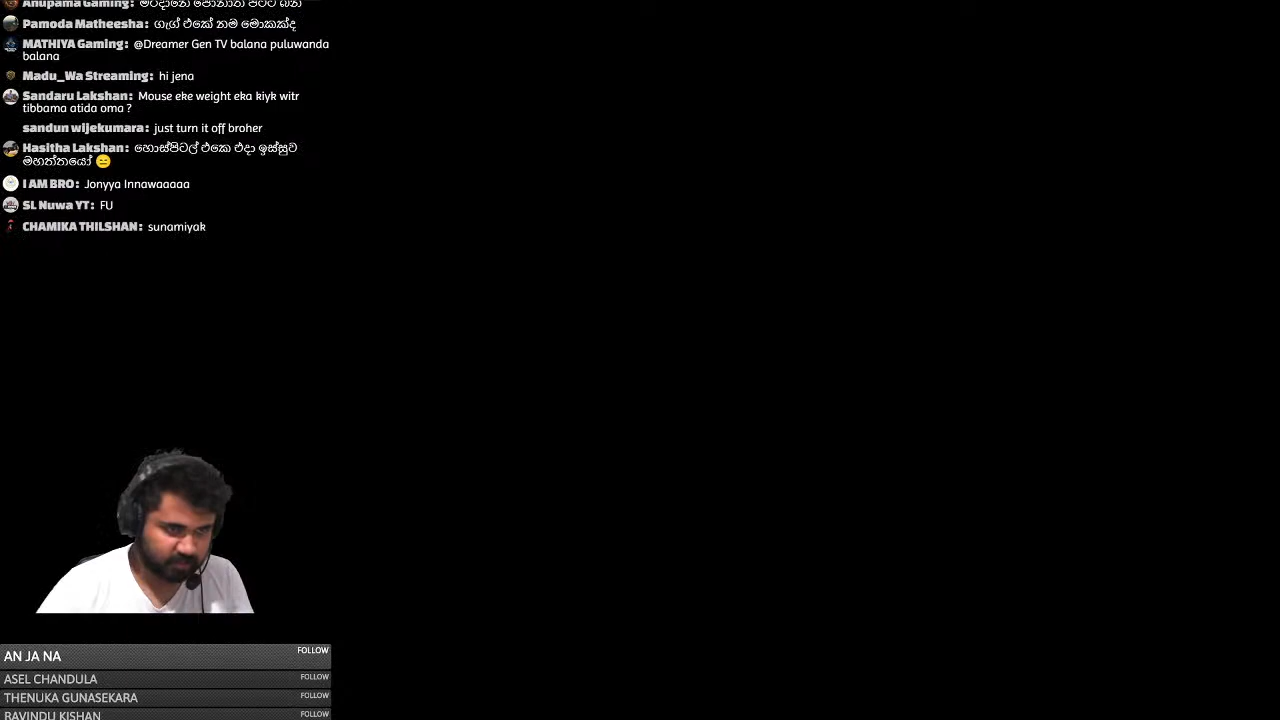 Anupama Gaming:
Pamoda Matheesha: ගැග් එකේ නම මොකක්ද
MATHIYA Gaming: @Dreamer Gen TV balana puluwanda
balana
Madu_Wa Streaming: hi jena
Sandaru Lakshan: Mouse eke weight eka kiyk witr
tibbama atida oma ?
sandun wijekumara: just turn it off broher
Hasitha Lakshan: හොස්පිටල් එකෙ එදා ඉස්සුව
මහත්තයෝ 😑
I AM BRO: Jonyya Innawaaaaa
SL Nuwa YT: FU
CHAMIKA THILSHAN: sunamiyak
AN JA NA FOLLOW
ASEL CHANDULA FOLLOW
THENUKA GUNASEKARA FOLLOW
RAVINDU KISHAN FOLLOW